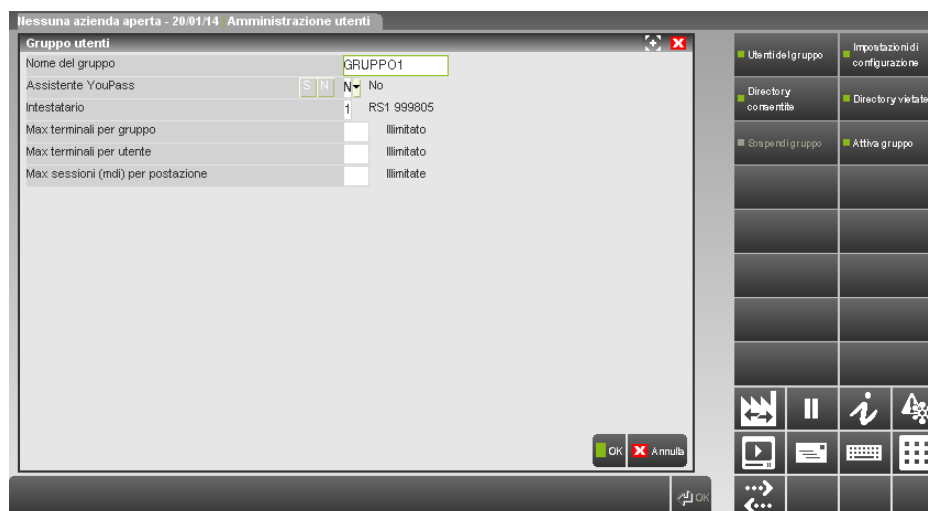 Nessuna azienda aperta - 20/01/14 Amministrazione utenti
Gruppo utenti
Nome del gruppo GRUPPO1
Assistente YouPass S N N No
Intestatario 1 RS1 999805
Max terminali per gruppo Illimitato
Max terminali per utente Illimitato
Max sessioni (mdi) per postazione Illimitate
OK Annulla
OK
Utenti del gruppo
Impostazioni di
configurazione
Directory
consentite
Directory vietate
Sospendi gruppo
Attiva gruppo